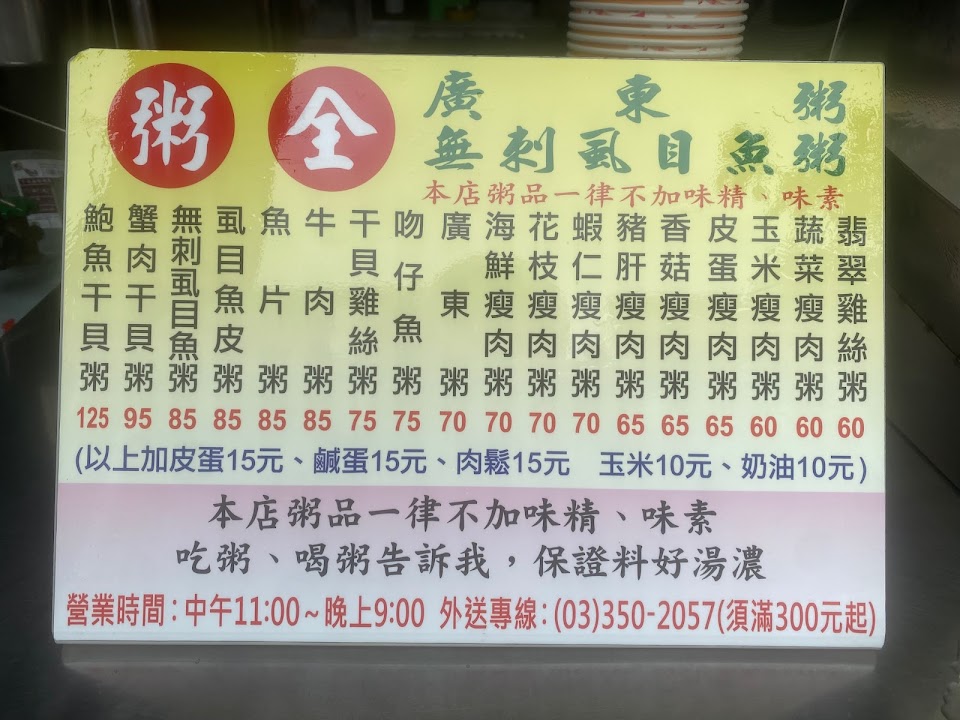 粥全
廣東粥
無刺虱目魚粥
本店粥品一律不加味精、味素
鮑魚干貝粥 125
蟹肉干貝粥 95
無刺虱目魚粥 85
虱目魚皮粥 85
魚片粥 85
牛肉粥 85
干貝雞絲粥 75
吻仔魚粥 75
廣東粥 70
海鮮瘦肉粥 70
花枝瘦肉粥 70
蝦仁瘦肉粥 70
豬肝瘦肉粥 65
香菇瘦肉粥 65
皮蛋瘦肉粥 65
玉米瘦肉粥 60
蔬菜瘦肉粥 60
翡翠雞絲粥 60
(以上加皮蛋15元、鹹蛋15元、肉鬆15元 玉米10元、奶油10元)
本店粥品一律不加味精、味素
吃粥、喝粥告訴我，保證料好湯濃
營業時間：中午11:00～晚上9:00 外送專線：(03)350-2057(須滿300元起)